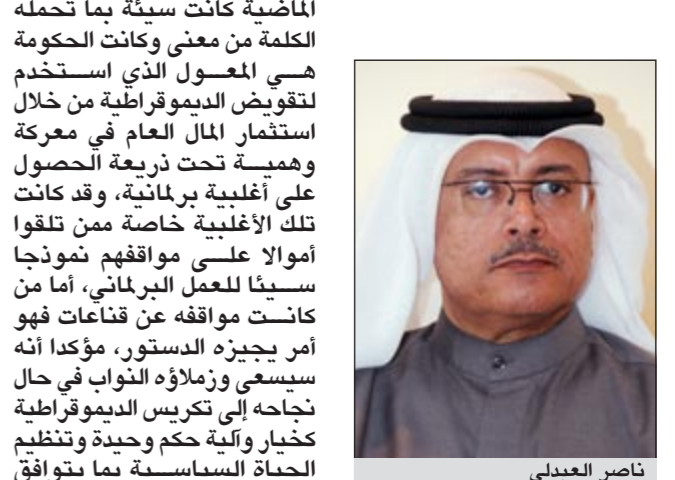 الماضية كانت سيئة بما تحمله
الكلمة من معنى وكانت الحكومة
هي المعول الذي استخدم
لتقويض الديموقراطية من خلال
استثمار المال العام في معركة
وهمية تحت ذريعة الحصول
على أغلبية برلمانية، وقد كانت
تلك الأغلبية خاصة ممن تلقوا
أموالا على مواقفهم نموذجا
سيئا للعمل البرلماني، أما من
كانت مواقفه عن قناعات فهو
أمر يجيزه الدستور، مؤكدا أنه
سيسعى وزملاؤه النواب في حال
نجاحه إلى تكريس الديموقراطية
كخيار وآلية حكم وحيدة وتنظيم
الحياة السياسية بما يتوافق
ناصر العبدلي